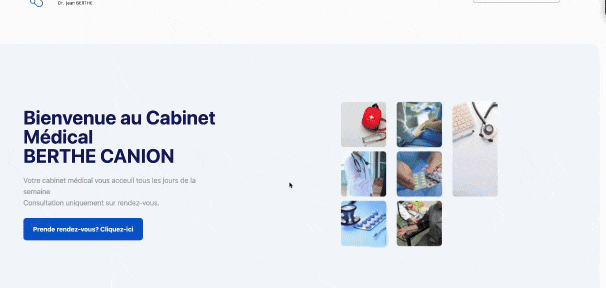 Dr. jean BERTHE
Bienvenue au Cabinet
Médical
BERTHE CANION
Votre cabinet médical vous acceuil tous les jours de la
semaine
Consultation uniquement sur rendez-vous.
Prende rendez-vous? Cliquez-ici